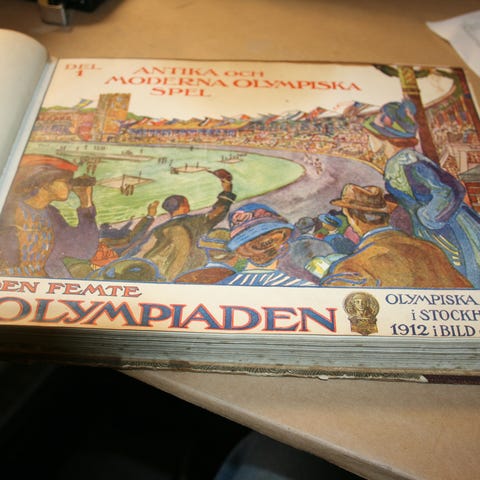 DEL
1
ANTIKA OCH
MODERNA OLYMPISKA
SPEL
DEN FEMTE
OLYMPIADEN
OLYMPISKA
i STOCKH
1912 i BILD